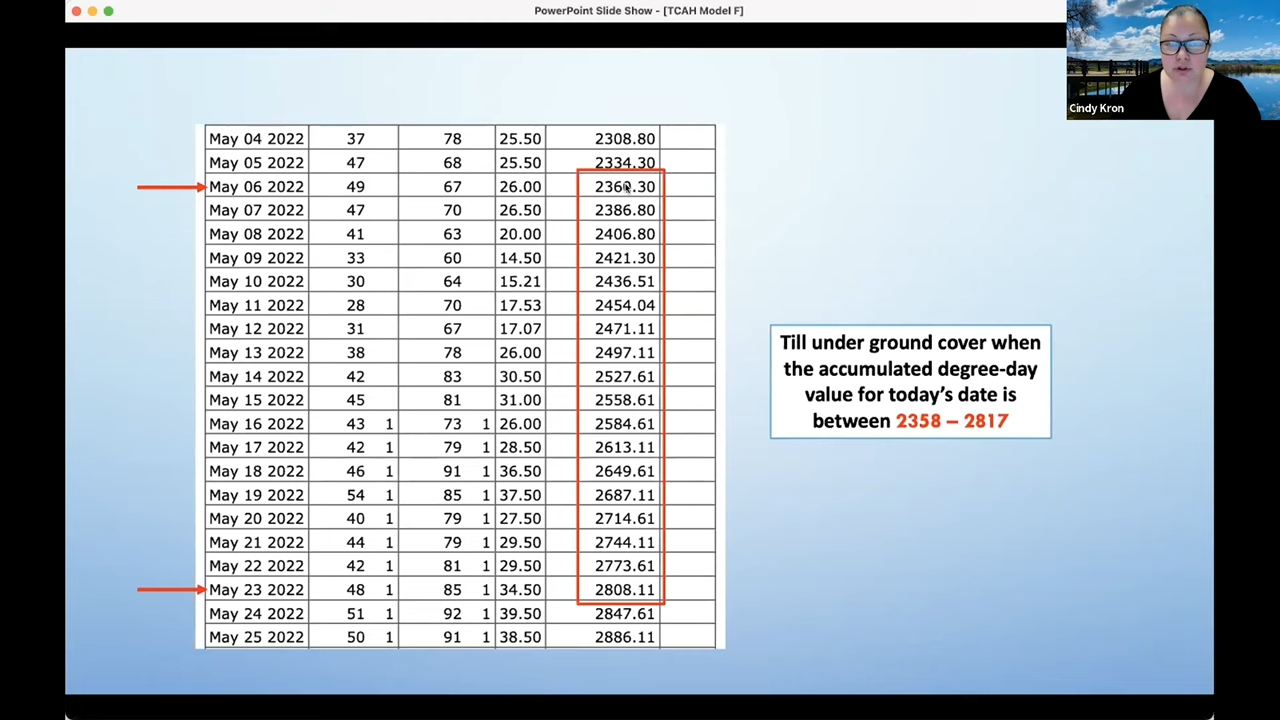 PowerPoint Slide Show - [TCAH Model F]
Cindy Kron
May 04 2022 37 78 25.50 2308.80
May 05 2022 47 68 25.50 2334.30
May 06 2022 49 67 26.00 2360.30
May 07 2022 47 70 26.50 2386.80
May 08 2022 41 63 20.00 2406.80
May 09 2022 33 60 14.50 2421.30
May 10 2022 30 64 15.21 2436.51
May 11 2022 28 70 17.53 2454.04
May 12 2022 31 67 17.07 2471.11
May 13 2022 38 78 26.00 2497.11
May 14 2022 42 83 30.50 2527.61
May 15 2022 45 81 31.00 2558.61
May 16 2022 43 1 73 1 26.00 2584.61
May 17 2022 42 1 79 1 28.50 2613.11
May 18 2022 46 1 91 1 36.50 2649.61
May 19 2022 54 1 85 1 37.50 2687.11
May 20 2022 40 1 79 1 27.50 2714.61
May 21 2022 44 1 79 1 29.50 2744.11
May 22 2022 42 1 81 1 29.50 2773.61
May 23 2022 48 1 85 1 34.50 2808.11
May 24 2022 51 1 92 1 39.50 2847.61
May 25 2022 50 1 91 1 38.50 2886.11
Till under ground cover when
the accumulated degree-day
value for today's date is
between 2358 – 2817